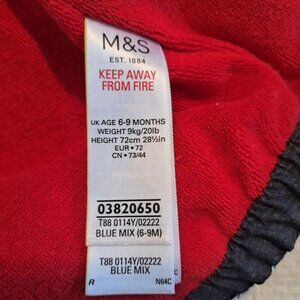 M&S
EST. 1884
KEEP AWAY
FROM FIRE
UK AGE 6-9 MONTHS
WEIGHT 9kg/20lb
HEIGHT 72cm 28½in
EUR • 72
CN • 73/44
03820650
T88 0114Y/02222
BLUE MIX (6-9M)
T88 0114Y/02222
BLUE MIX
C
R N64C